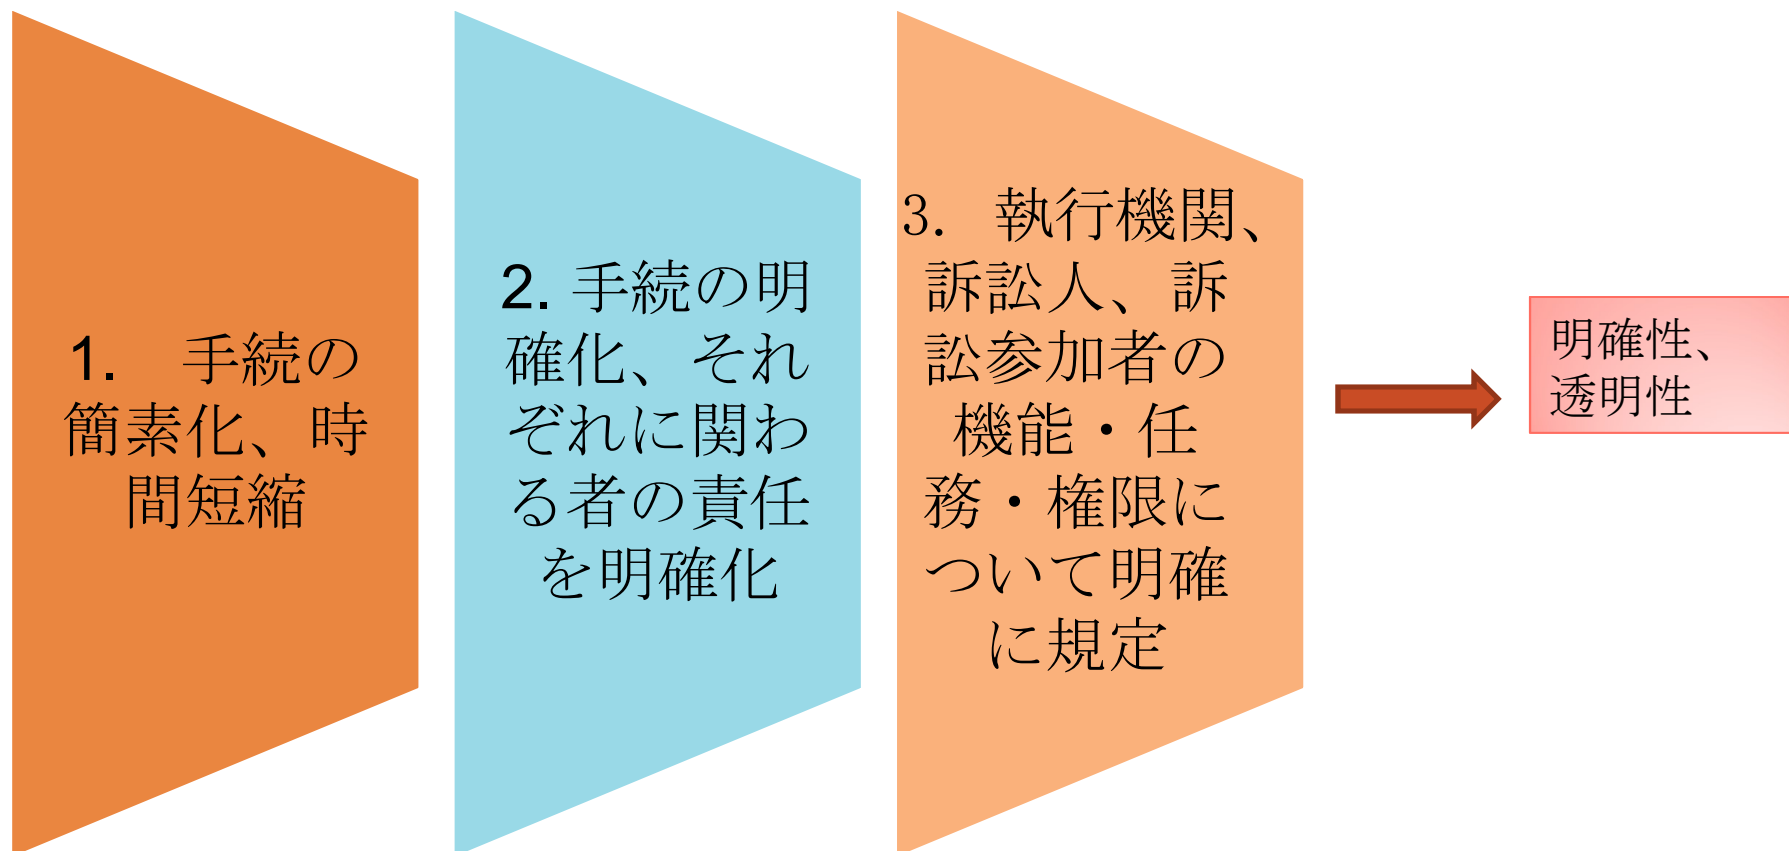 1.　手続の
簡素化、時
間短縮
2. 手続の明
確化、それ
ぞれに関わ
る者の責任
を明確化
3.　執行機関、
訴訟人、訴
訟参加者の
機能・任
務・権限に
ついて明確
に規定
明確性、
透明性